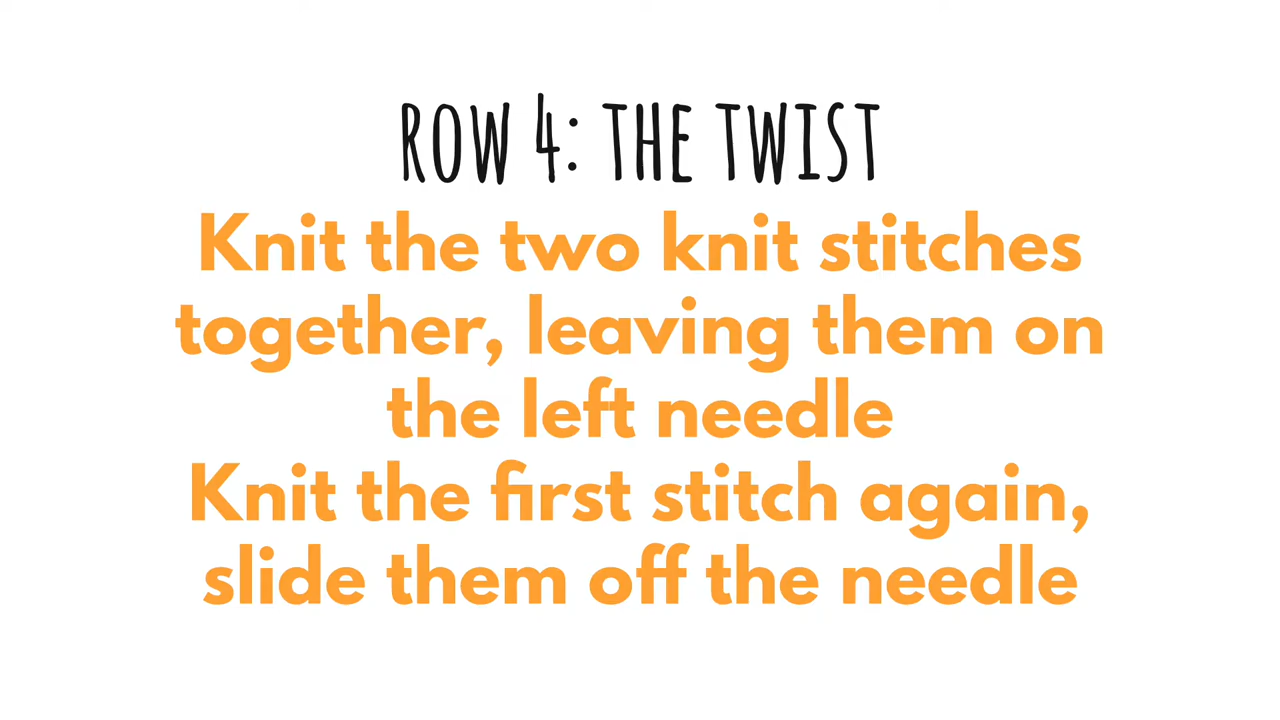 ROW 4: THE TWIST
Knit the two knit stitches
together, leaving them on
the left needle
Knit the first stitch again,
slide them off the needle